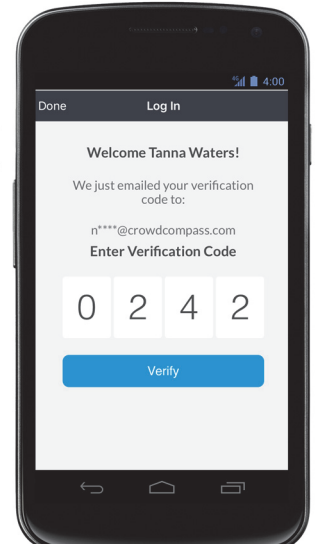 4G 4:00
Done Log In
Welcome Tanna Waters!
We just emailed your verification
code to:
n****@crowdcompass.com
Enter Verification Code
0 2 4 2
Verify